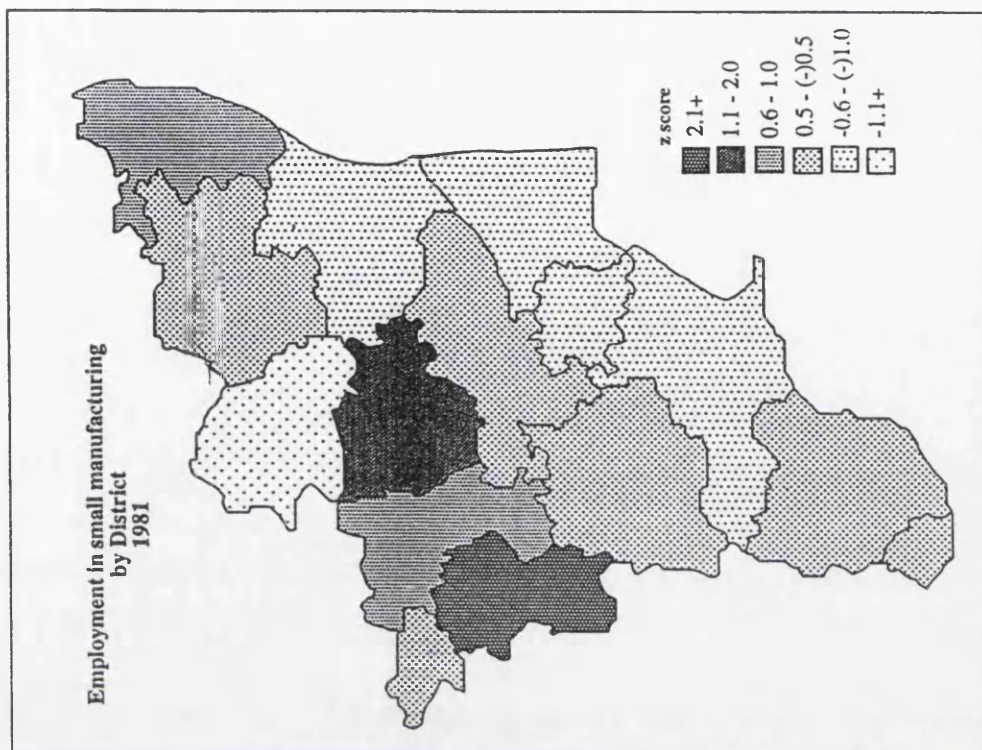 Employment in small manufacturing
by District
1981
z score
2.1+
1.1 - 2.0
0.6 - 1.0
0.5 - (-)0.5
-0.6 - (-)1.0
-1.1+